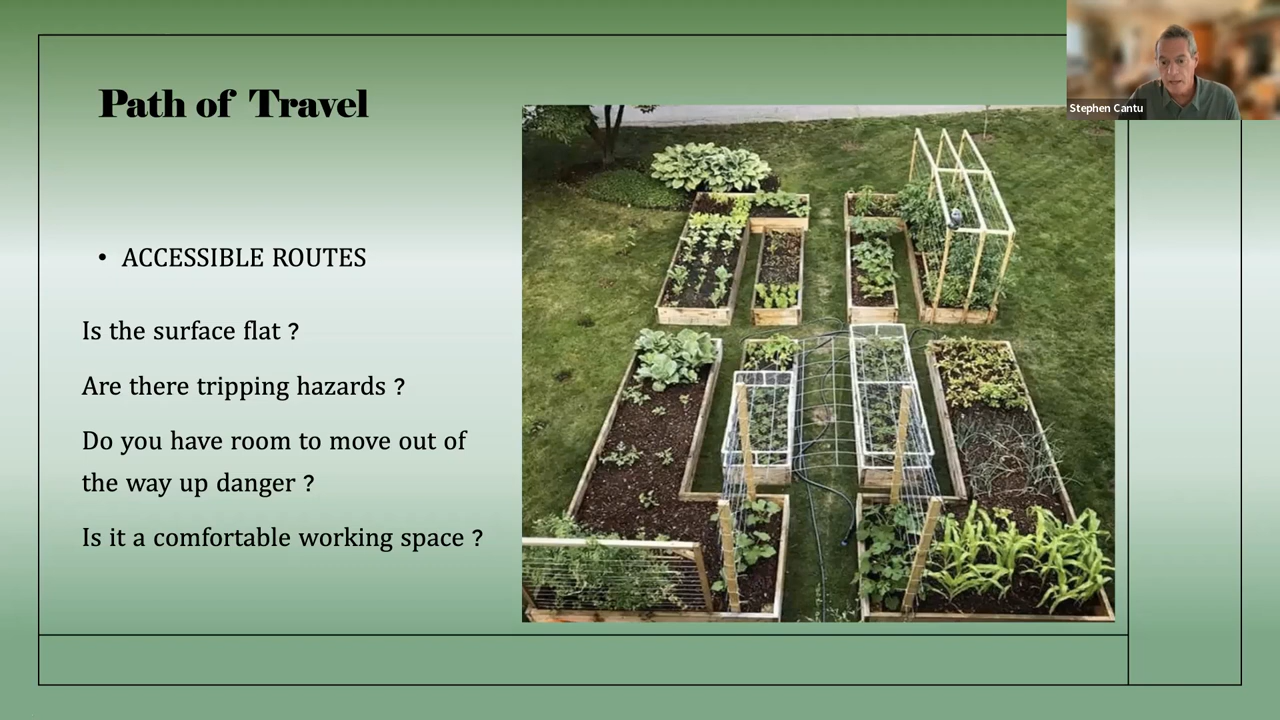 Stephen Cantu
Path of Travel
• ACCESSIBLE ROUTES
Is the surface flat ?
Are there tripping hazards ?
Do you have room to move out of
the way up danger ?
Is it a comfortable working space ?